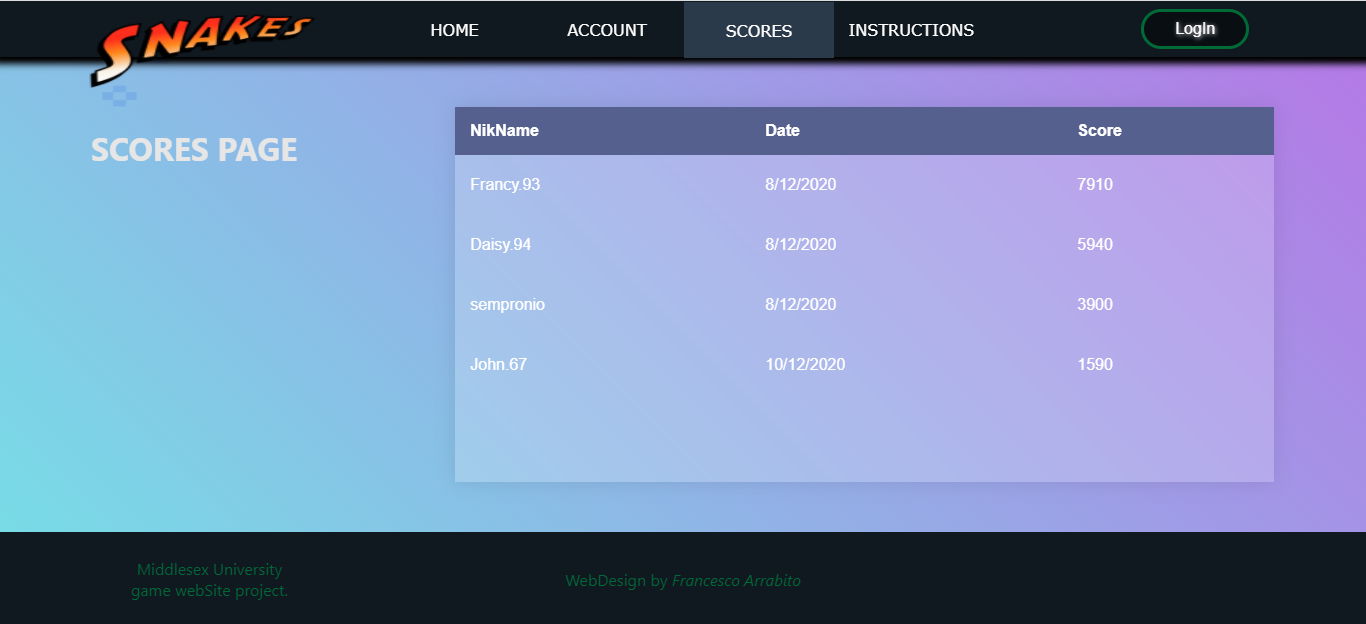 SNAKES
HOME ACCOUNT SCORES INSTRUCTIONS LogIn
SCORES PAGE
NikName Date Score
Francy.93 8/12/2020 7910
Daisy.94 8/12/2020 5940
sempronio 8/12/2020 3900
John.67 10/12/2020 1590
Middlesex University
game webSite project.
WebDesign by Francesco Arrabito